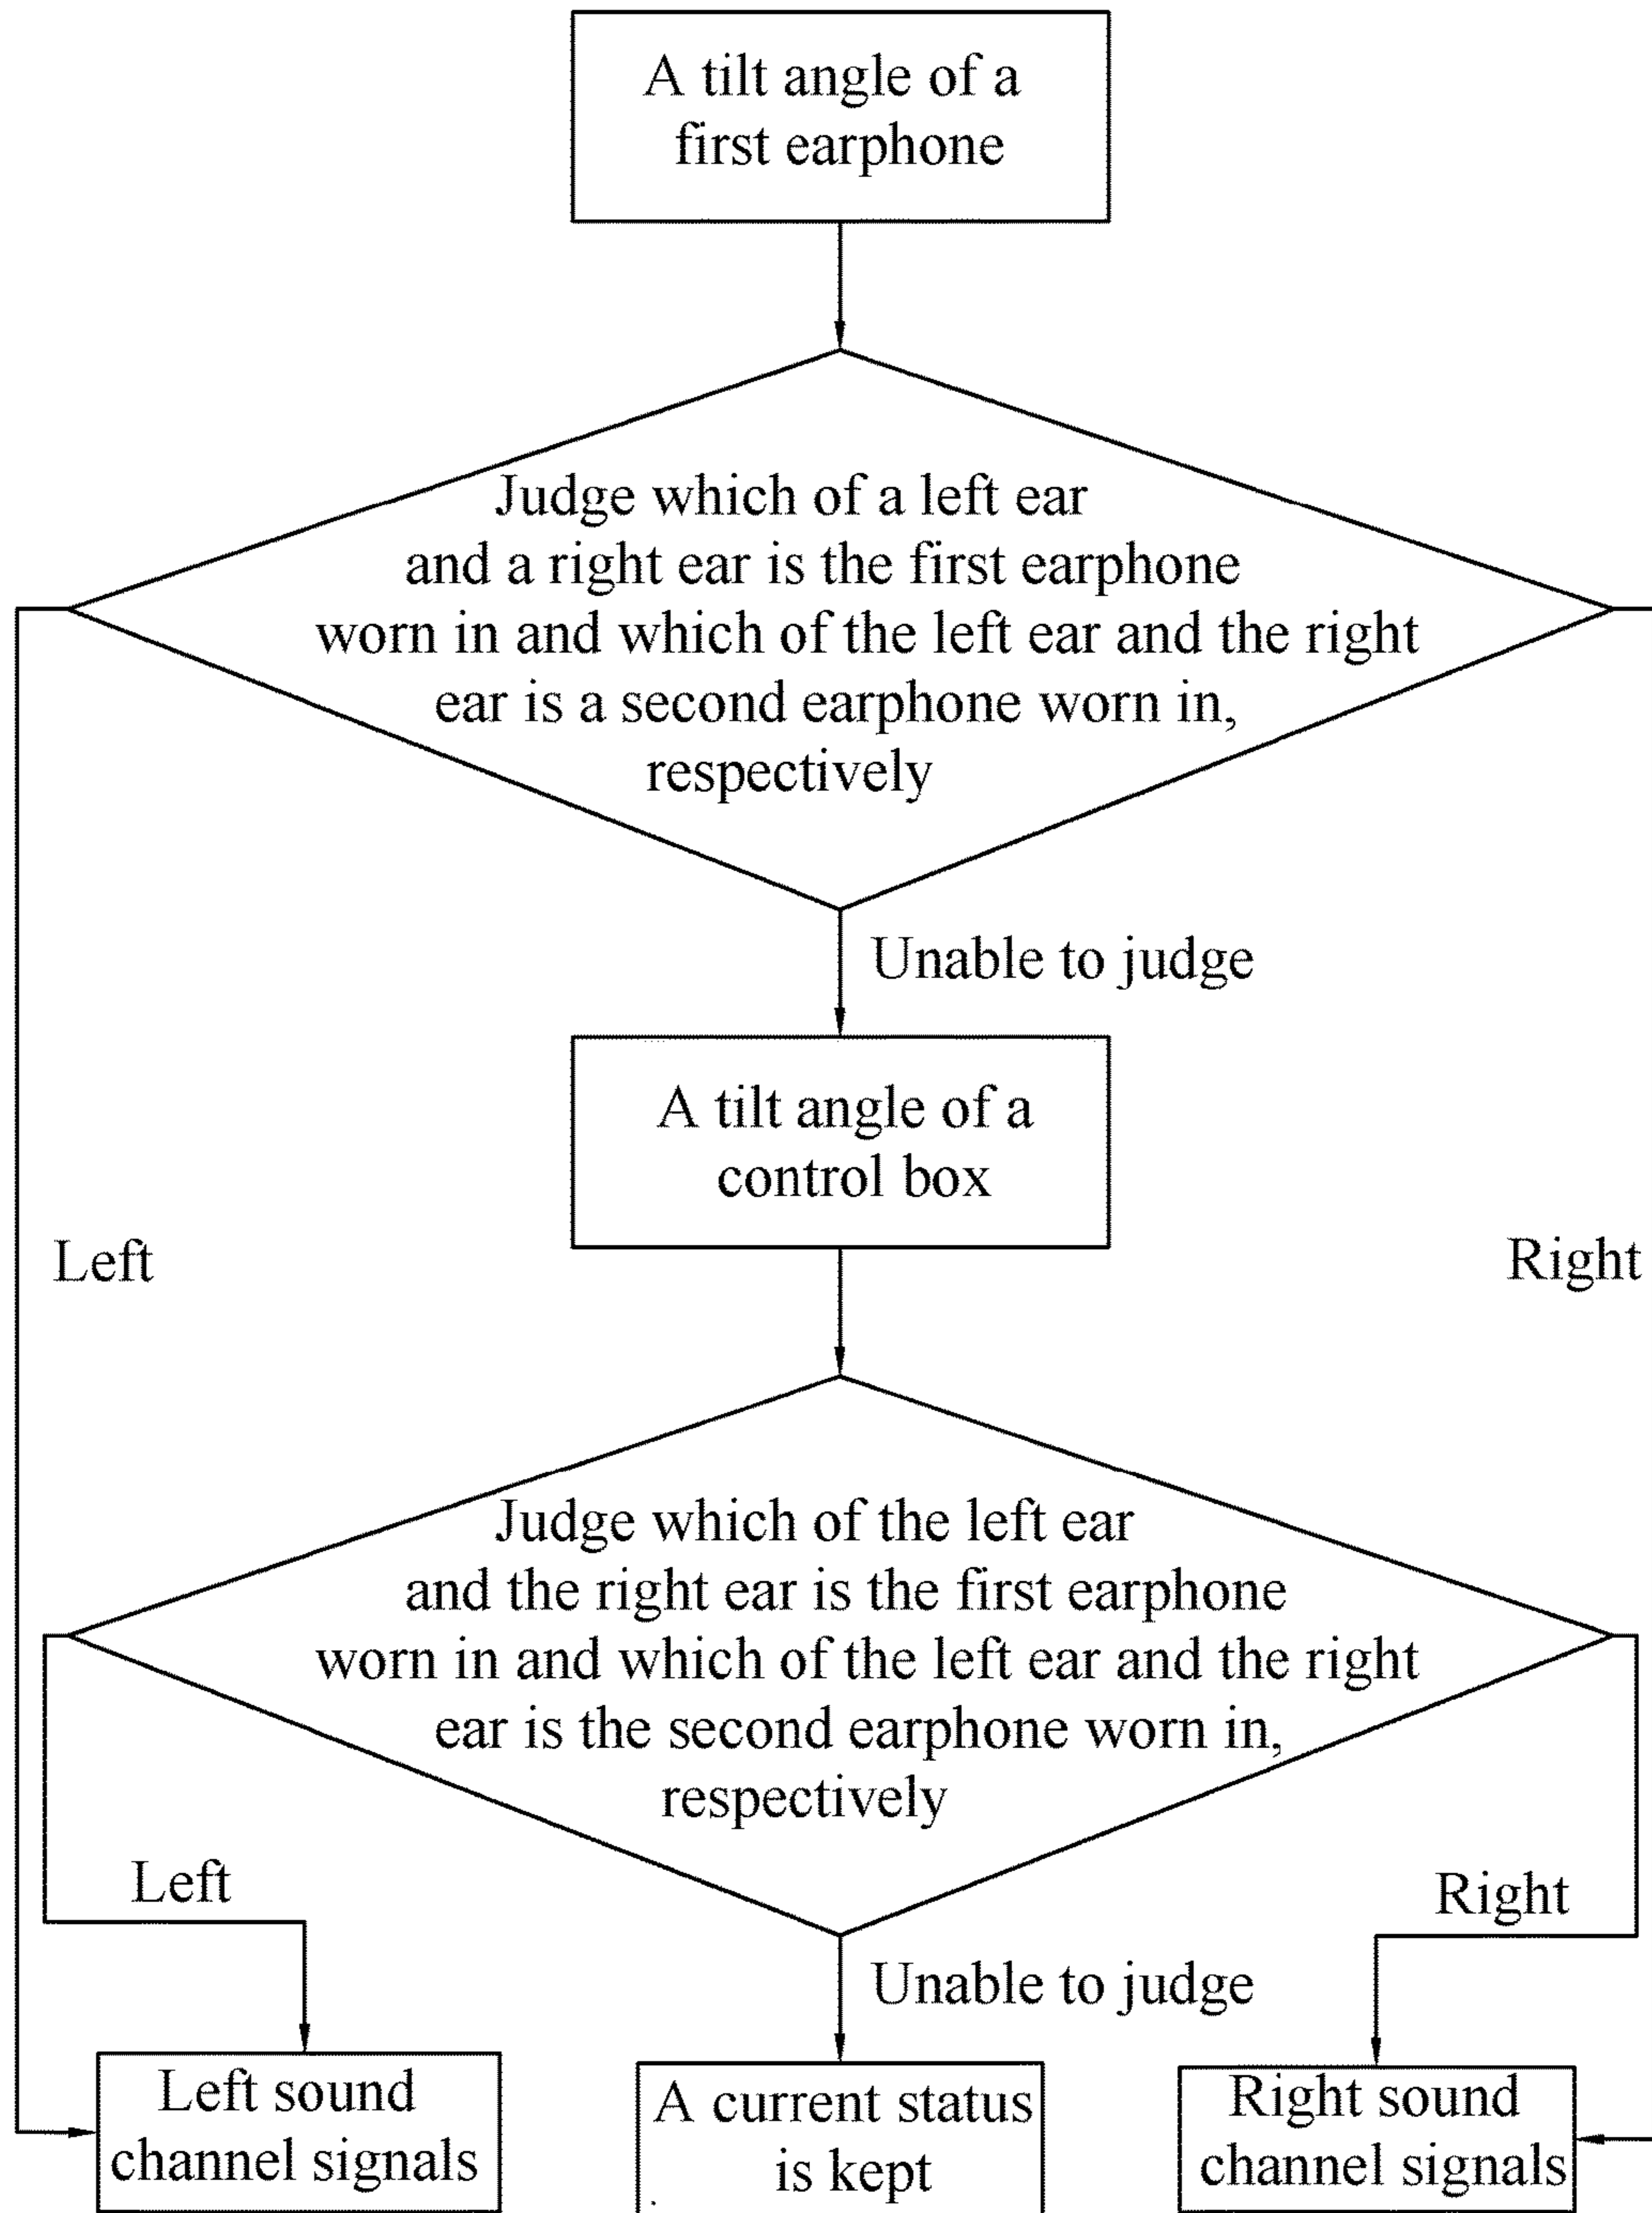 A tilt angle of a
first earphone
Judge which of a left ear
and a right ear is the first earphone
worn in and which of the left ear and the right
ear is a second earphone worn in,
respectively
Unable to judge
A tilt angle of a
control box
Left
Right
Judge which of the left ear
and the right ear is the first earphone
worn in and which of the left ear and the right
ear is the second earphone worn in,
respectively
Left
Right
Unable to judge
Left sound
channel signals
A current status
is kept
Right sound
channel signals